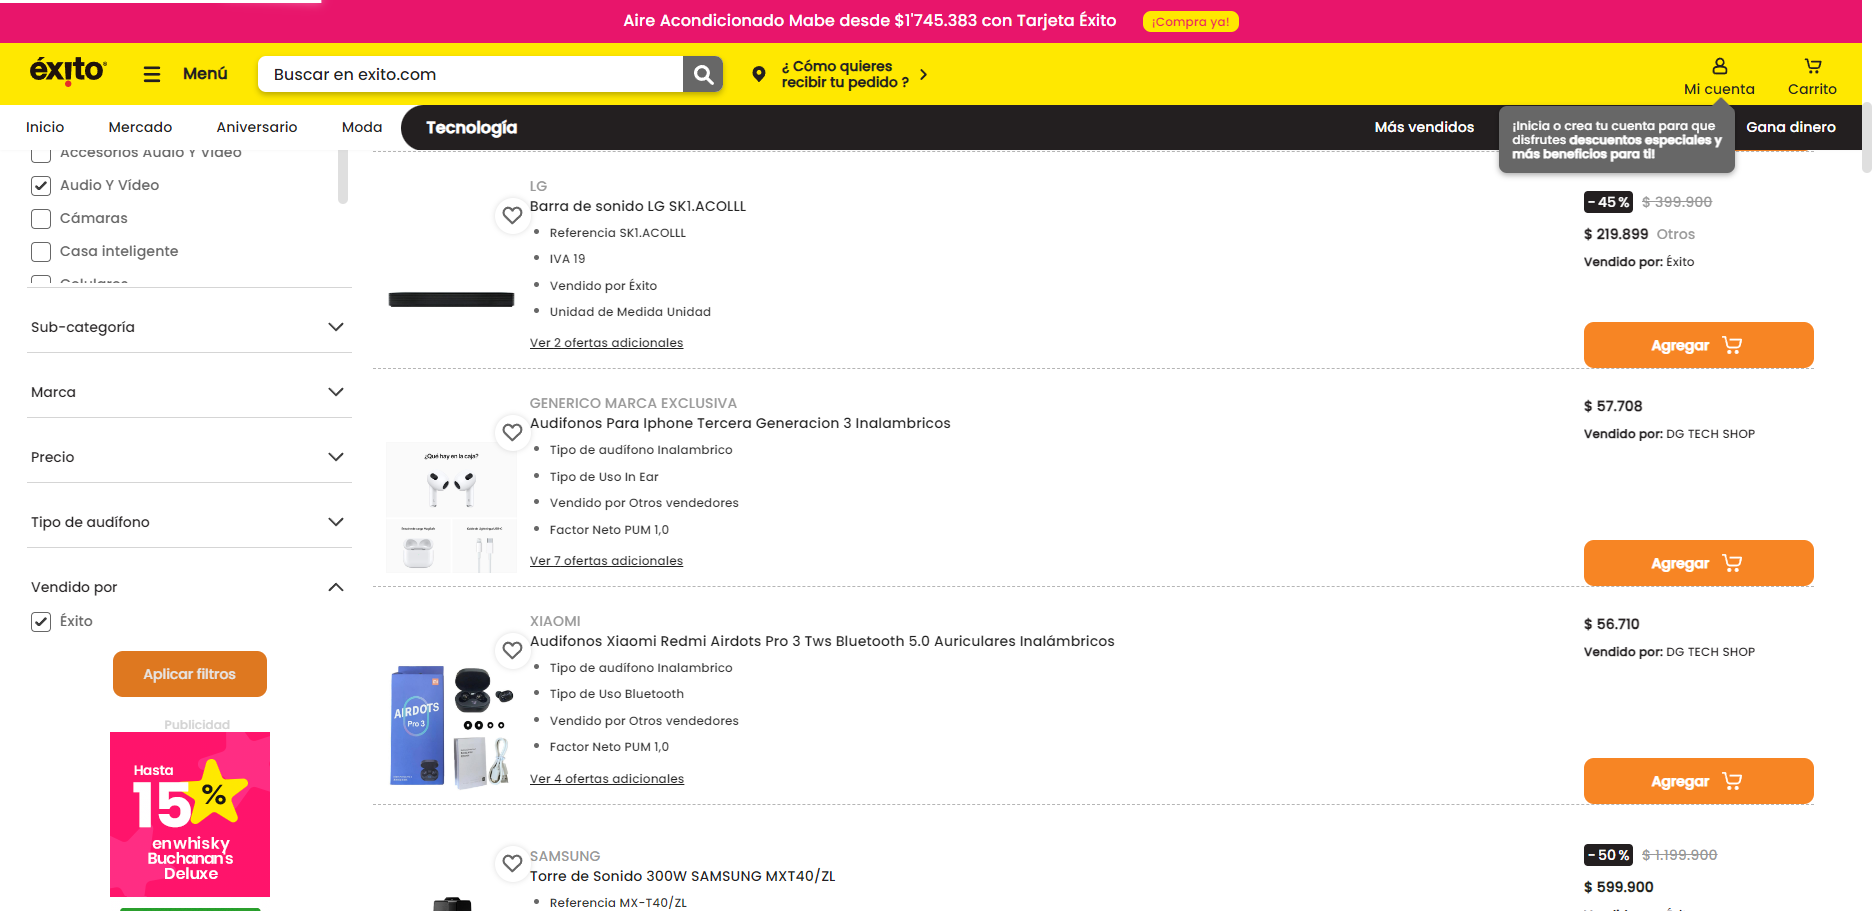 Aire Acondicionado Mabe desde $1'745.383 con Tarjeta Éxito ¡Compra ya!
éxito
Menú
Buscar en exito.com
¿ Cómo quieres
recibir tu pedido ?
Mi cuenta
Carrito
Inicio Mercado Aniversario Moda Tecnología Más vendidos Gana dinero
¡Inicia o crea tu cuenta para que
disfrutes descuentos especiales y
más beneficios para ti!
Accesorios Audio Y Video
Audio Y Vídeo
Cámaras
Casa inteligente
Celulares
Sub-categoría
Marca
Precio
Tipo de audífono
Vendido por
Éxito
Aplicar filtros
Publicidad
Hasta
15%
en whisky
Buchanan's
Deluxe
LG
Barra de sonido LG SK1.ACOLLL
Referencia SK1.ACOLLL
IVA 19
Vendido por Éxito
Unidad de Medida Unidad
Ver 2 ofertas adicionales
-45% $ 399.900
$ 219.899 Otros
Vendido por: Éxito
Agregar
GENERICO MARCA EXCLUSIVA
Audifonos Para Iphone Tercera Generacion 3 Inalambricos
Tipo de audífono Inalambrico
Tipo de Uso In Ear
Vendido por Otros vendedores
Factor Neto PUM 1,0
Ver 7 ofertas adicionales
¿Qué hay en la caja?
$ 57.708
Vendido por: DG TECH SHOP
Agregar
XIAOMI
Audifonos Xiaomi Redmi Airdots Pro 3 Tws Bluetooth 5.0 Auriculares Inalámbricos
Tipo de audífono Inalambrico
Tipo de Uso Bluetooth
Vendido por Otros vendedores
Factor Neto PUM 1,0
Ver 4 ofertas adicionales
AIRDOTS
Pro 3
$ 56.710
Vendido por: DG TECH SHOP
Agregar
SAMSUNG
Torre de Sonido 300W SAMSUNG MXT40/ZL
Referencia MX-T40/ZL
-50% $ 1.199.900
$ 599.900